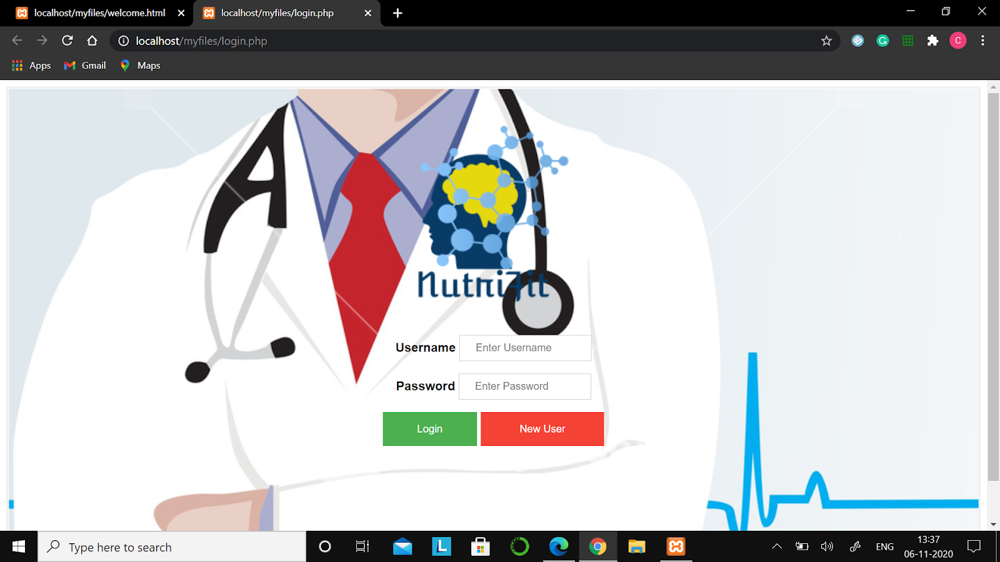 localhost/myfiles/welcome.html
localhost/myfiles/login.php
localhost/myfiles/login.php
C
Apps
Gmail
Maps
NutriFit
Username
Enter Username
Password
Enter Password
Login
New User
Type here to search
L
ENG
13:37
06-11-2020